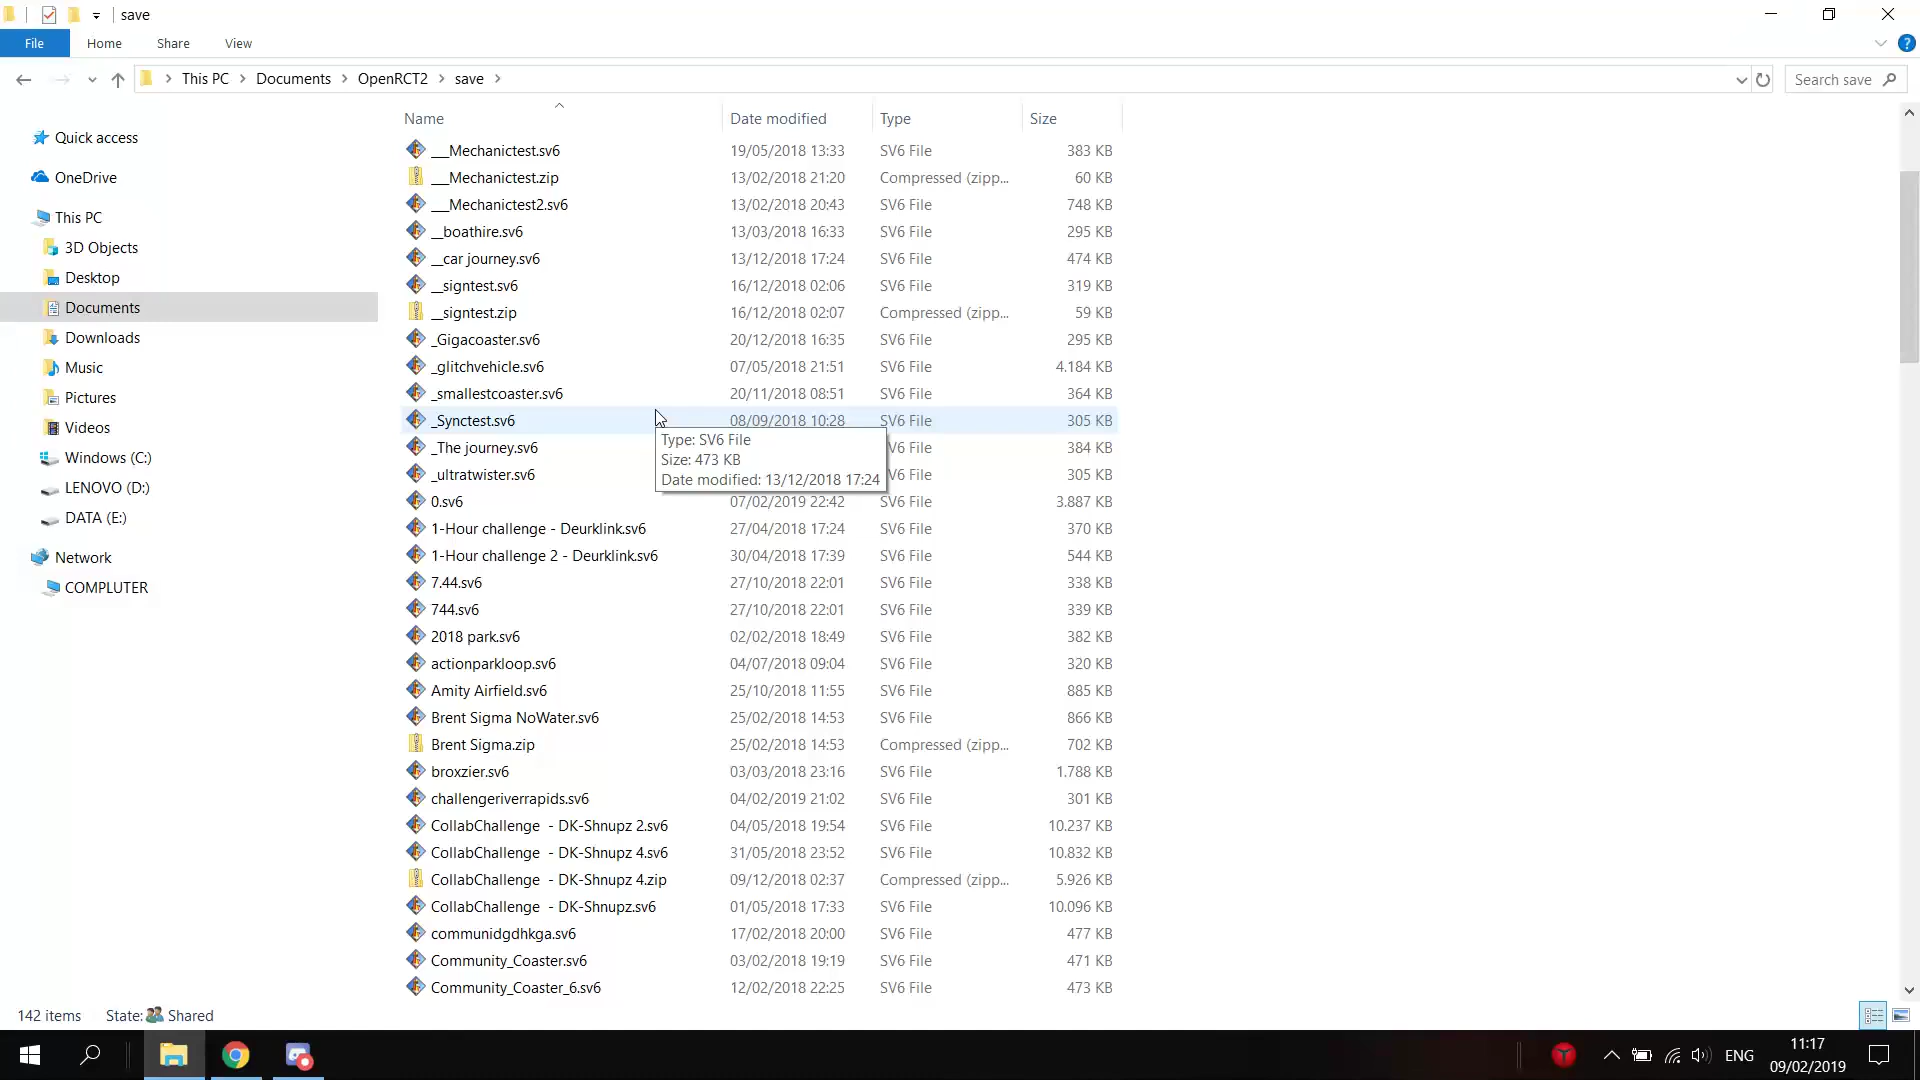 save
File Home Share View
This PC Documents OpenRCT2 save Search save
Name Date modified Type Size
Quick access
OneDrive
This PC
3D Objects
Desktop
Documents
Downloads
Music
Pictures
Videos
Windows (C:)
LENOVO (D:)
DATA (E:)
Network
COMPLUTER
___Mechanictest.sv6 19/05/2018 13:33 SV6 File 383 KB
___Mechanictest.zip 13/02/2018 21:20 Compressed (zipp... 60 KB
___Mechanictest2.sv6 13/02/2018 20:43 SV6 File 748 KB
__boathire.sv6 13/03/2018 16:33 SV6 File 295 KB
__car journey.sv6 13/12/2018 17:24 SV6 File 474 KB
__signtest.sv6 16/12/2018 02:06 SV6 File 319 KB
__signtest.zip 16/12/2018 02:07 Compressed (zipp... 59 KB
_Gigacoaster.sv6 20/12/2018 16:35 SV6 File 295 KB
_glitchvehicle.sv6 07/05/2018 21:51 SV6 File 4.184 KB
_smallestcoaster.sv6 20/11/2018 08:51 SV6 File 364 KB
_Synctest.sv6 08/09/2018 10:28 SV6 File 305 KB
_The journey.sv6 SV6 File 384 KB
_ultratwister.sv6 SV6 File 305 KB
Type: SV6 File
Size: 473 KB
Date modified: 13/12/2018 17:24
0.sv6 07/02/2019 22:42 SV6 File 3.887 KB
1-Hour challenge - Deurklink.sv6 27/04/2018 17:24 SV6 File 370 KB
1-Hour challenge 2 - Deurklink.sv6 30/04/2018 17:39 SV6 File 544 KB
7.44.sv6 27/10/2018 22:01 SV6 File 338 KB
744.sv6 27/10/2018 22:01 SV6 File 339 KB
2018 park.sv6 02/02/2018 18:49 SV6 File 382 KB
actionparkloop.sv6 04/07/2018 09:04 SV6 File 320 KB
Amity Airfield.sv6 25/10/2018 11:55 SV6 File 885 KB
Brent Sigma NoWater.sv6 25/02/2018 14:53 SV6 File 866 KB
Brent Sigma.zip 25/02/2018 14:53 Compressed (zipp... 702 KB
broxzier.sv6 03/03/2018 23:16 SV6 File 1.788 KB
challengeriverrapids.sv6 04/02/2019 21:02 SV6 File 301 KB
CollabChallenge - DK-Shnupz 2.sv6 04/05/2018 19:54 SV6 File 10.237 KB
CollabChallenge - DK-Shnupz 4.sv6 31/05/2018 23:52 SV6 File 10.832 KB
CollabChallenge - DK-Shnupz 4.zip 09/12/2018 02:37 Compressed (zipp... 5.926 KB
CollabChallenge - DK-Shnupz.sv6 01/05/2018 17:33 SV6 File 10.096 KB
communidgdhkga.sv6 17/02/2018 20:00 SV6 File 477 KB
Community_Coaster.sv6 03/02/2018 19:19 SV6 File 471 KB
Community_Coaster_6.sv6 12/02/2018 22:25 SV6 File 473 KB
142 items State: Shared
ENG 11:17
09/02/2019